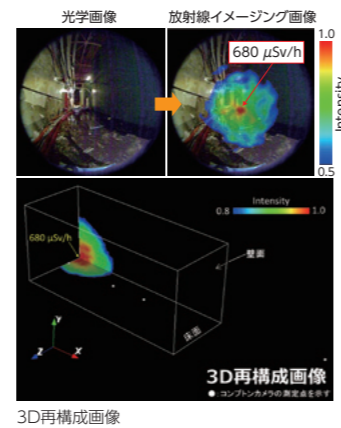 光学画像
放射線イメージング画像
680 μSv/h
1.0
Intensity
0.5
Intensity
0.8
1.0
680 μSv/h
壁面
床面
Y
Z
X
3D再構成画像
●:コンプトンカメラの測定点を示す
3D再構成画像